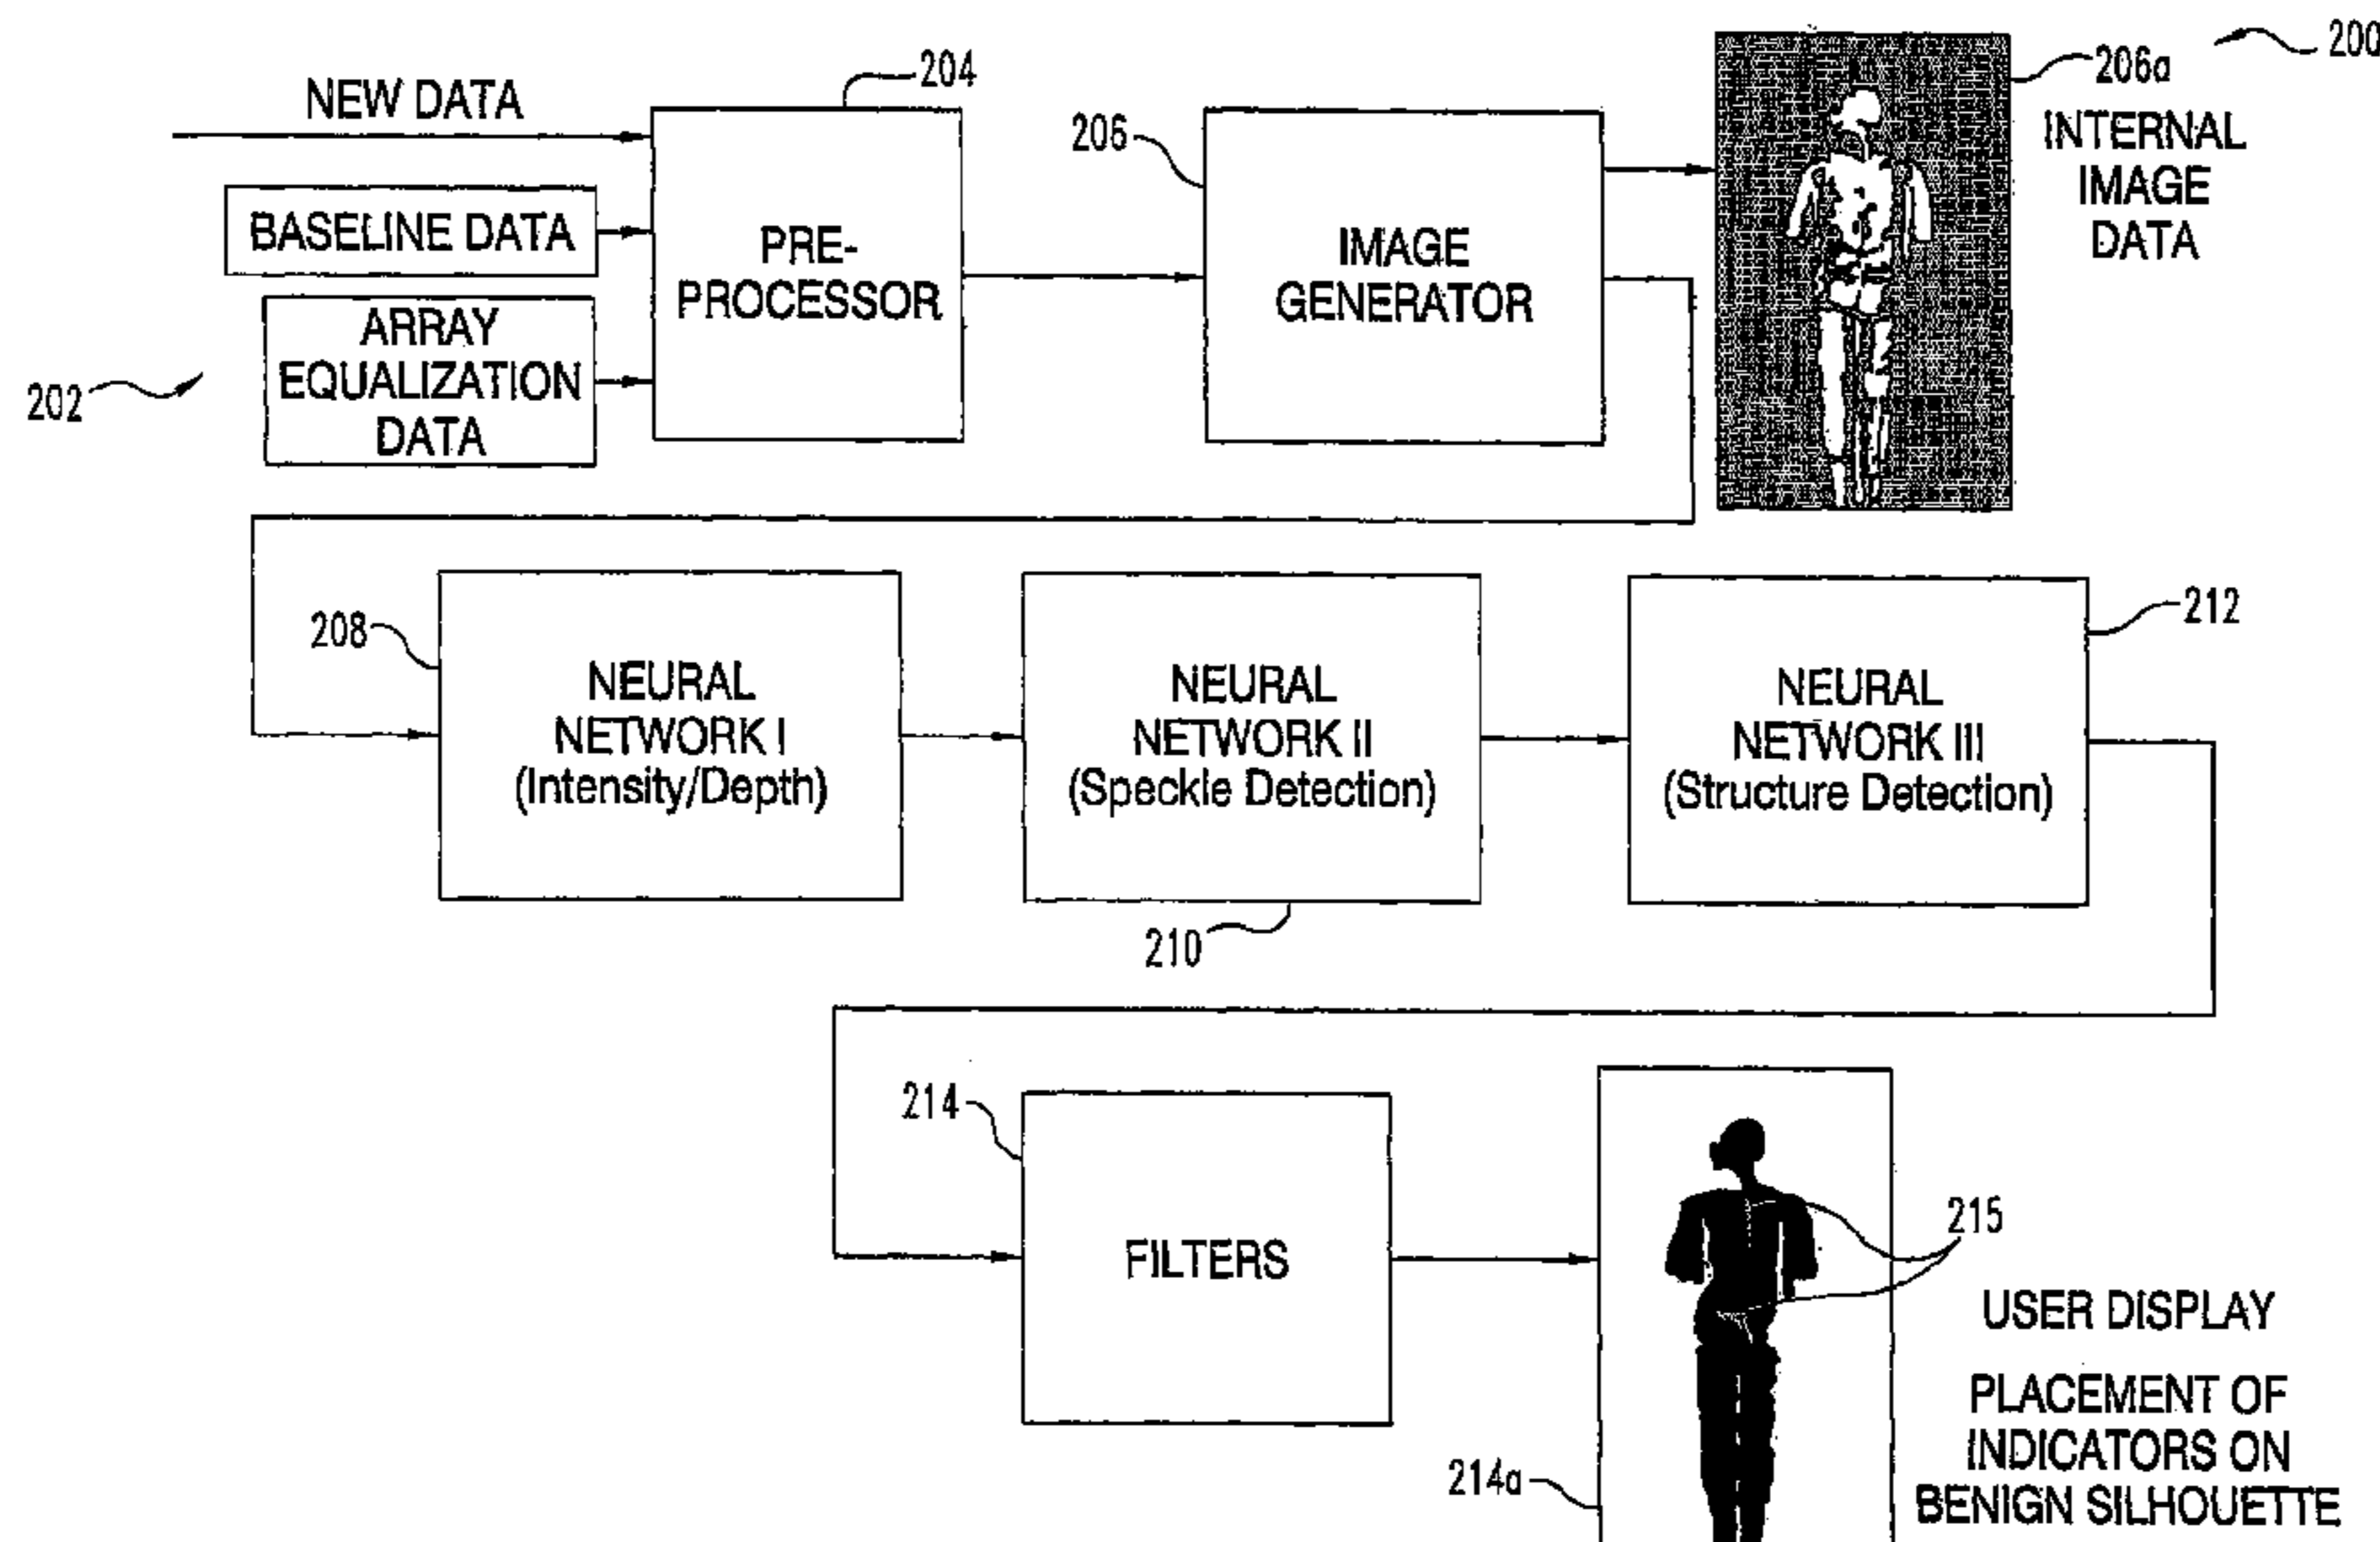 200
204
206a
NEW DATA
206
INTERNAL
IMAGE
DATA
BASELINE DATA
PRE-
PROCESSOR
IMAGE
GENERATOR
ARRAY
EQUALIZATION
DATA
202
208
212
NEURAL
NETWORK I
(Intensity/Depth)
NEURAL
NETWORK II
(Speckle Detection)
NEURAL
NETWORK III
(Structure Detection)
210
214
FILTERS
215
USER DISPLAY
PLACEMENT OF
INDICATORS ON
BENIGN SILHOUETTE
214a